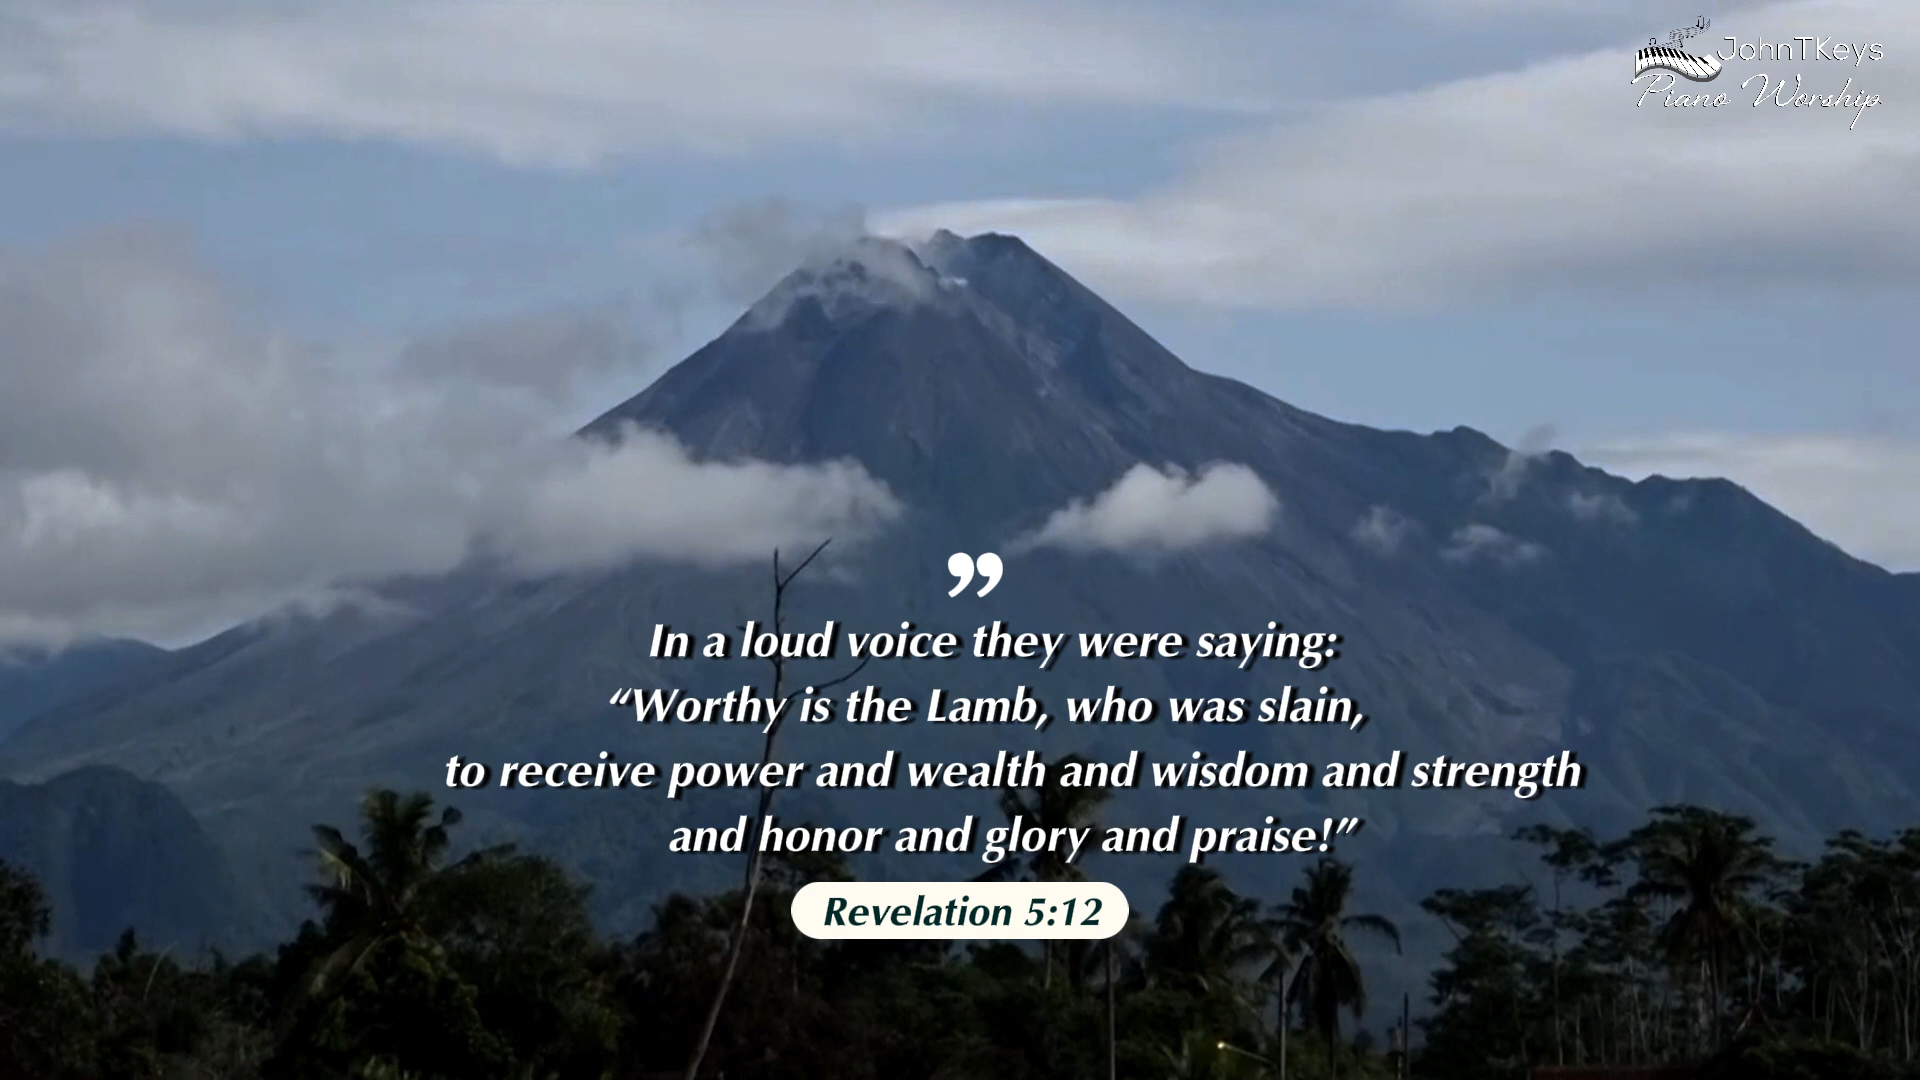 JohnTKeys
Piano Worship
”
In a loud voice they were saying:
“Worthy is the Lamb, who was slain,
to receive power and wealth and wisdom and strength
and honor and glory and praise!”
Revelation 5:12